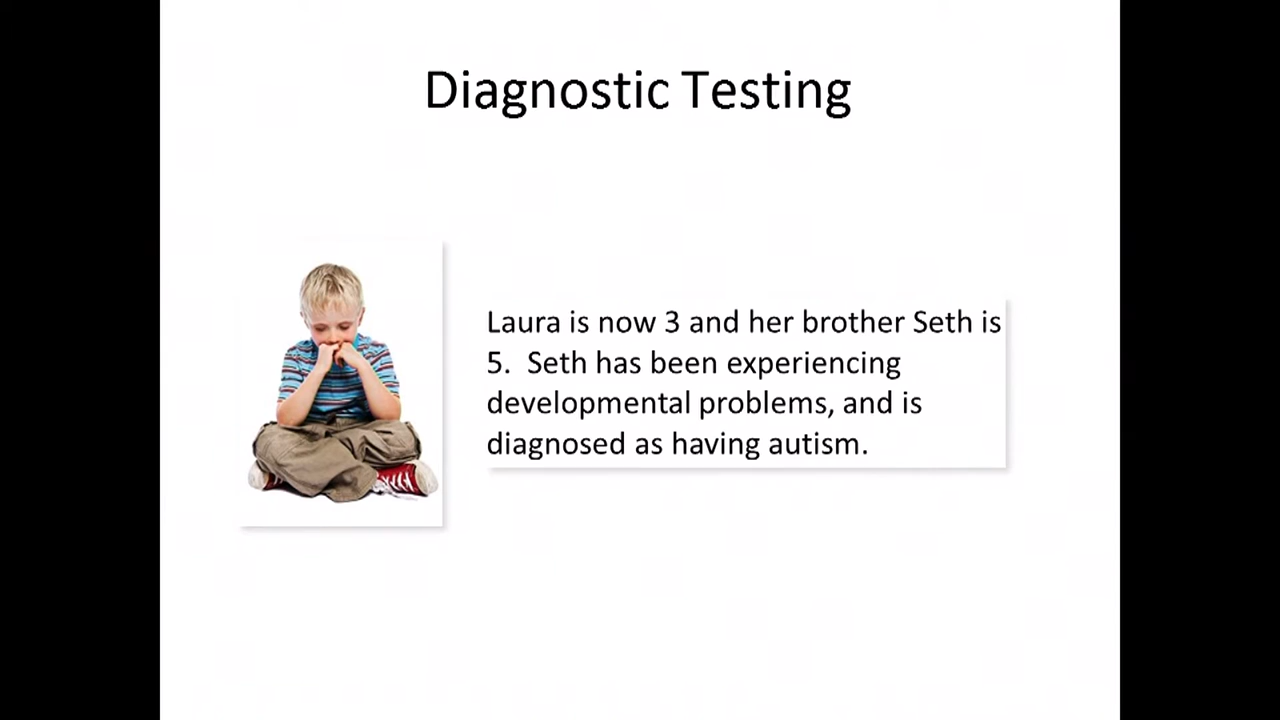 Diagnostic Testing
Laura is now 3 and her brother Seth is
5.  Seth has been experiencing
developmental problems, and is
diagnosed as having autism.